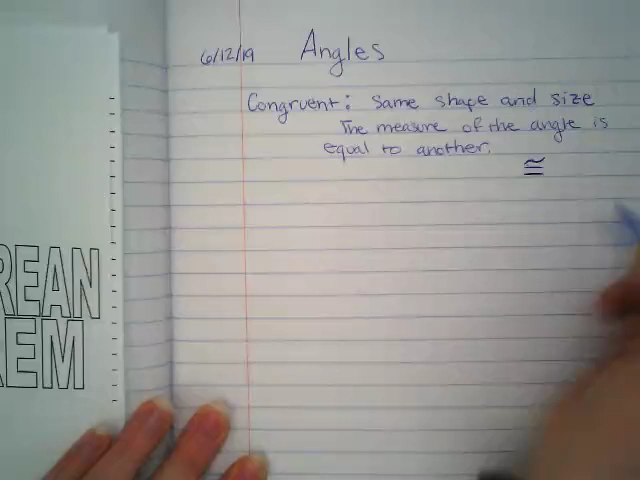 6/12/19 Angles
Congruent: Same shape and size
The measure of the angle is
equal to another.
≅
REAN
REM